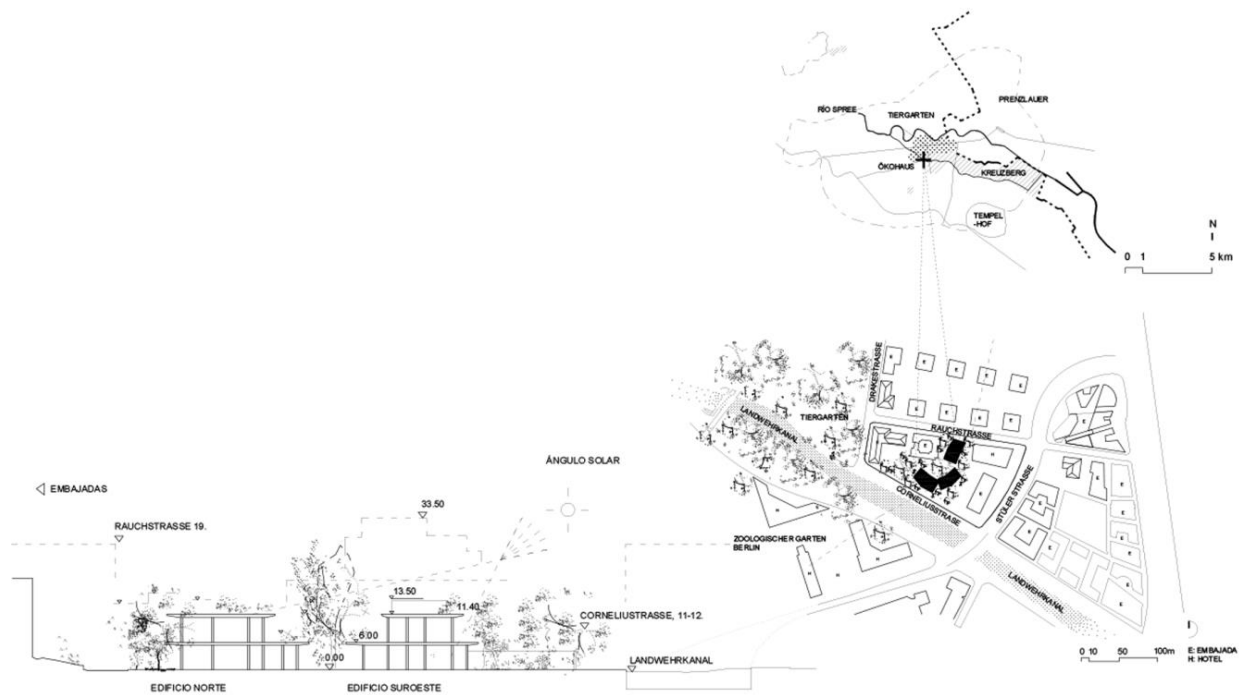 PRENZLAUER
RÍO SPREE
TIERGARTEN
ÖKOHAUS
KREUZBERG
TEMPEL
-HOF
N
0 1 5 km
DRAKESTRASSE
TIERGARTEN
LANDWEHRKANAL
RAUCHSTRASSE
CORNELIUSSTRASE
STÜLER STRASSE
ZOOLOGISCHER GARTEN
BERLIN
LANDWEHRKANAL
0 10 50 100m
E: EMBAJADA
H: HOTEL
ÁNGULO SOLAR
EMBAJADAS
33.50
RAUCHSTRASSE 19.
13.50
11.40
CORNELIUSTRASSE, 11-12.
6.00
0.00
LANDWEHRKANAL
EDIFICIO NORTE
EDIFICIO SUROESTE